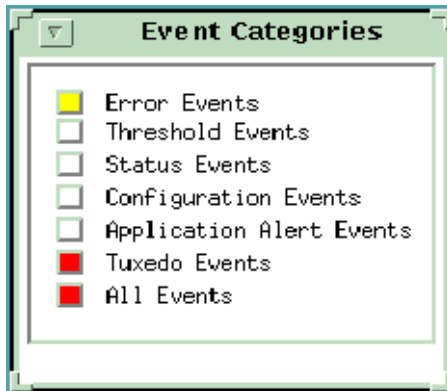 Event Categories
Error Events
Threshold Events
Status Events
Configuration Events
Application Alert Events
Tuxedo Events
All Events